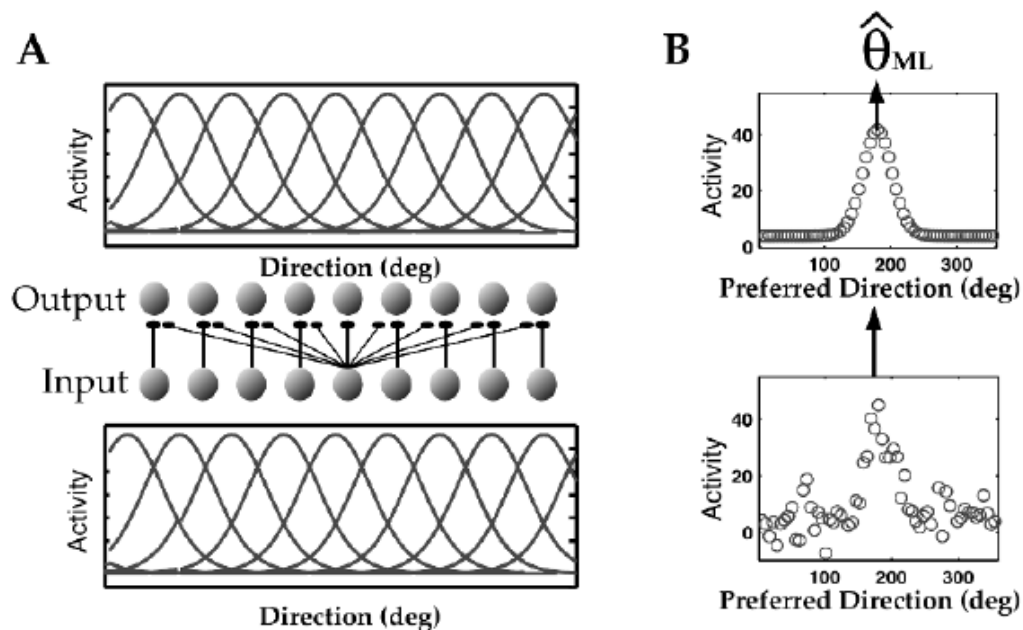 A
Activity
Direction (deg)
Output
Input
Activity
Direction (deg)
B
θ̂ML
Activity
40
20
0
100 200 300
Preferred Direction (deg)
Activity
40
20
0
100 200 300
Preferred Direction (deg)